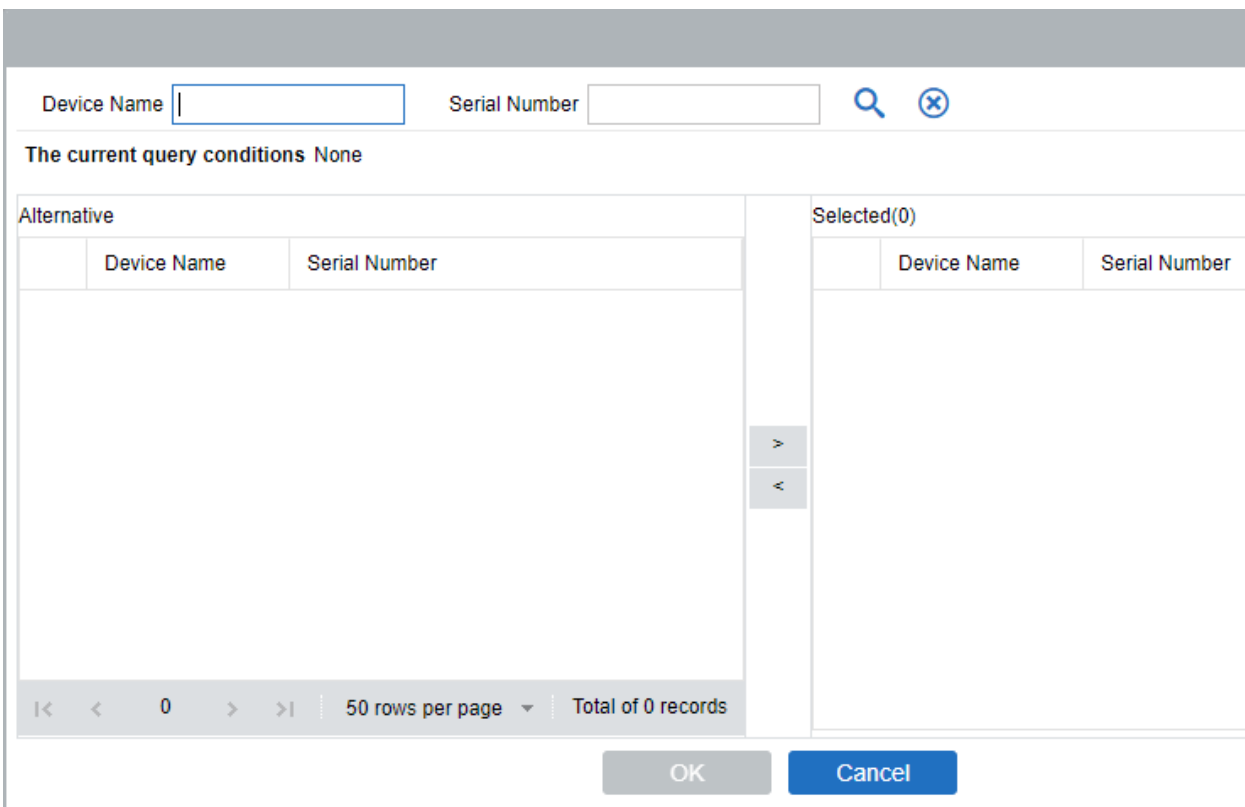 Device Name Serial Number
The current query conditions None
Alternative Selected(0)
Device Name Serial Number Device Name Serial Number
>
<
|< < 0 > >| 50 rows per page Total of 0 records
OK Cancel